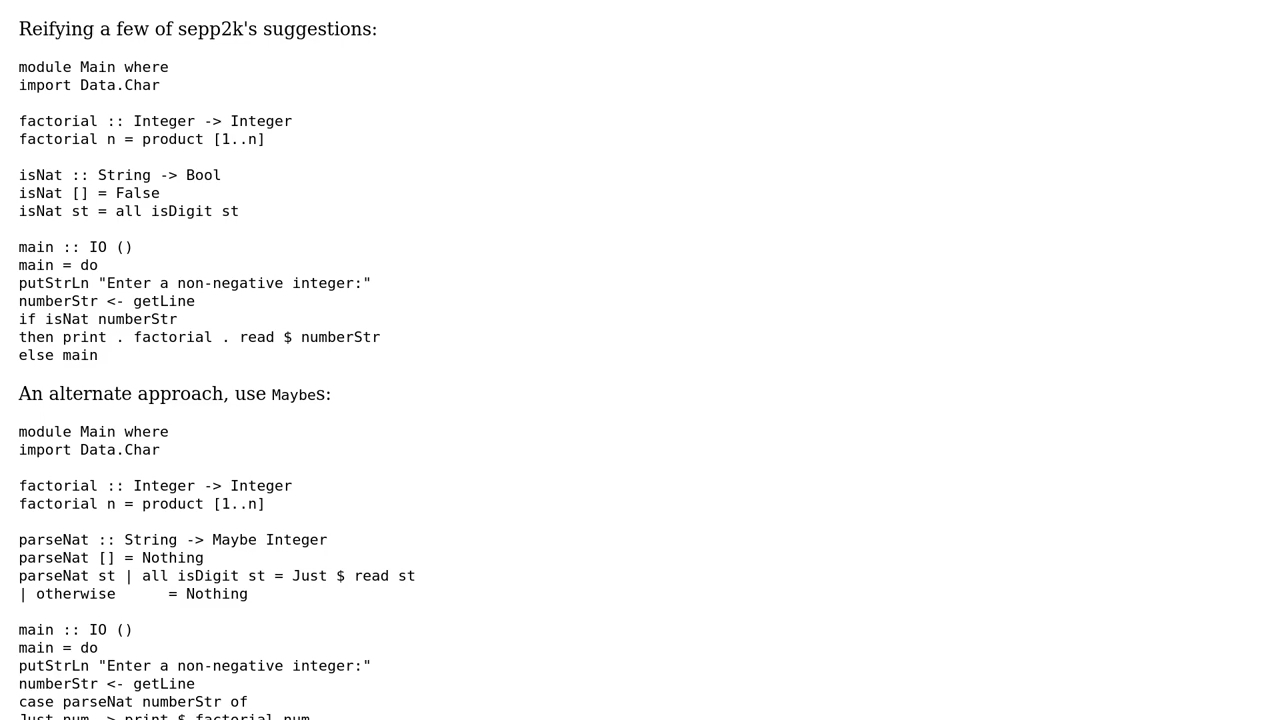 Reifying a few of sepp2k's suggestions:
module Main where
import Data.Char
factorial :: Integer -> Integer
factorial n = product [1..n]
isNat :: String -> Bool
isNat [] = False
isNat st = all isDigit st
main :: IO ()
main = do
putStrLn "Enter a non-negative integer:"
numberStr <- getLine
if isNat numberStr
then print . factorial . read $ numberStr
else main
An alternate approach, use Maybes:
module Main where
import Data.Char
factorial :: Integer -> Integer
factorial n = product [1..n]
parseNat :: String -> Maybe Integer
parseNat [] = Nothing
parseNat st | all isDigit st = Just $ read st
| otherwise      = Nothing
main :: IO ()
main = do
putStrLn "Enter a non-negative integer:"
numberStr <- getLine
case parseNat numberStr of
Just num -> print $ factorial num